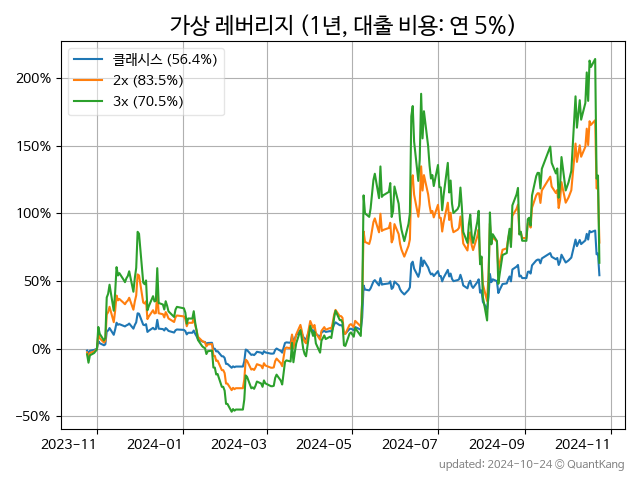 가상 레버리지 (1년, 대출 비용: 연 5%)
클래시스 (56.4%)
2x (83.5%)
3x (70.5%)
200%
150%
100%
50%
0%
−50%
2023-11
2024-01
2024-03
2024-05
2024-07
2024-09
2024-11
updated: 2024-10-24 © QuantKang